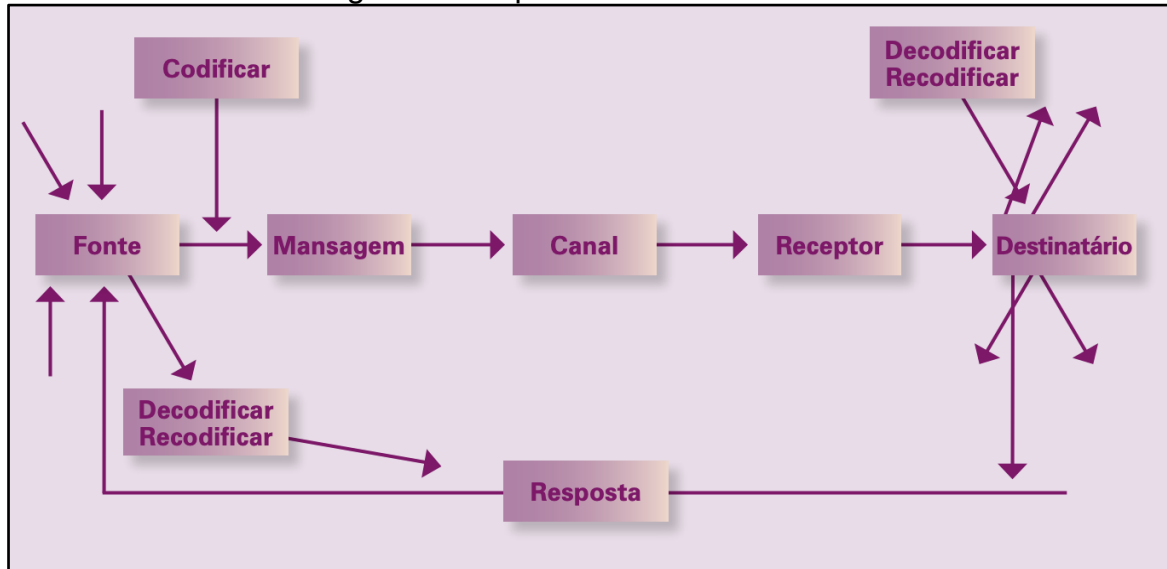 Codificar
Decodificar
Recodificar
Fonte
Mansagem
Canal
Receptor
Destinatário
Decodificar
Recodificar
Resposta